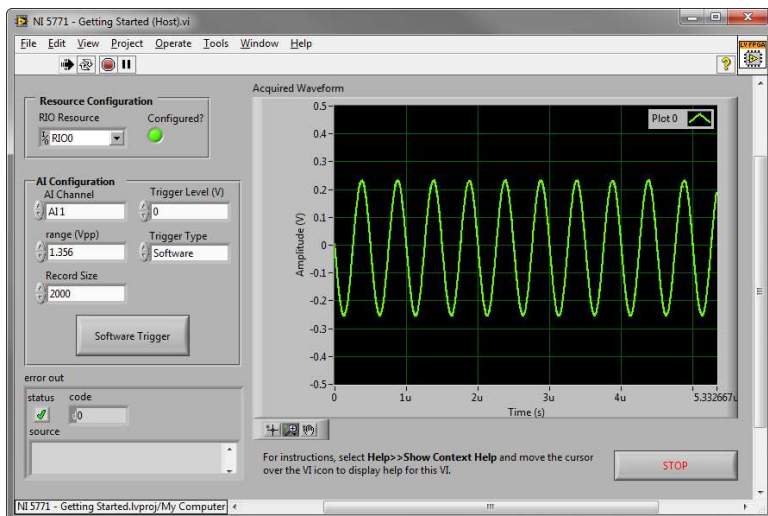 NI 5771 - Getting Started (Host).vi
File Edit View Project Operate Tools Window Help
LV FPGA
Resource Configuration
RIO Resource Configured?
RIO0
AI Configuration
AI Channel Trigger Level (V)
AI 1 0
range (Vpp) Trigger Type
1.356 Software
Record Size
2000
Software Trigger
error out
status code
0
source
Acquired Waveform
Plot 0
Amplitude (V)
0.5
0.4
0.3
0.2
0.1
0
-0.1
-0.2
-0.3
-0.4
-0.5
0 1u 2u 3u 4u 5.332667u
Time (s)
For instructions, select Help>>Show Context Help and move the cursor
over the VI icon to display help for this VI.
STOP
NI 5771 - Getting Started.lvproj/My Computer